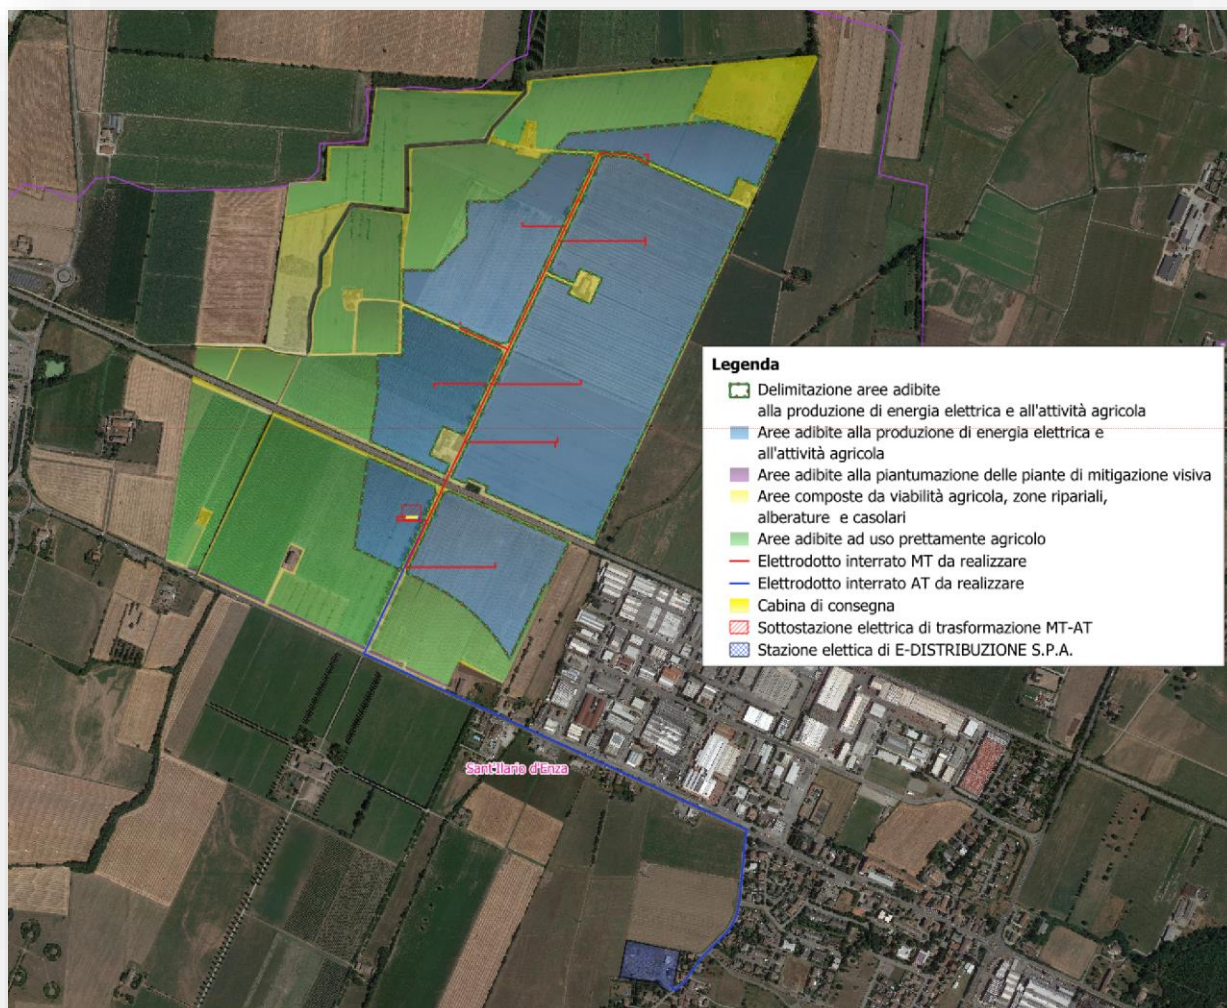 Legenda
Delimitazione aree adibite
alla produzione di energia elettrica e all'attività agricola
Aree adibite alla produzione di energia elettrica e
all'attività agricola
Aree adibite alla piantumazione delle piante di mitigazione visiva
Aree composte da viabilità agricola, zone ripariali,
alberature e casolari
Aree adibite ad uso prettamente agricolo
Elettrodotto interrato MT da realizzare
Elettrodotto interrato AT da realizzare
Cabina di consegna
Sottostazione elettrica di trasformazione MT-AT
Stazione elettica di E-DISTRIBUZIONE S.P.A.
Sant'Ilario d'Enza